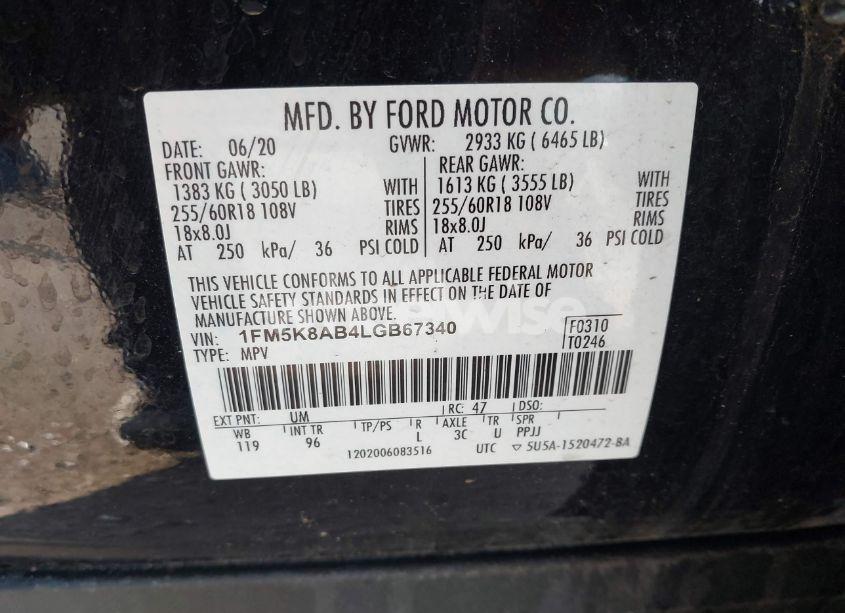 MFD. BY FORD MOTOR CO.
DATE: 06/20 GVWR: 2933 KG ( 6465 LB)
FRONT GAWR: REAR GAWR:
1383 KG ( 3050 LB) WITH 1613 KG ( 3555 LB) WITH
255/60R18 108V TIRES 255/60R18 108V TIRES
18x8.0J RIMS 18x8.0J RIMS
AT 250 kPa/ 36 PSI COLD AT 250 kPa/ 36 PSI COLD
THIS VEHICLE CONFORMS TO ALL APPLICABLE FEDERAL MOTOR
VEHICLE SAFETY STANDARDS IN EFFECT ON THE DATE OF
MANUFACTURE SHOWN ABOVE.
VIN: 1FM5K8AB4LGB67340 F0310
TYPE: MPV T0246
EXT PNT: UM RC: 47 DSO:
WB INT TR TP/PS R AXLE TR SPR
119 96 L 3C U PPJJ
1202006083516 UTC 5U5A-1520472-BA